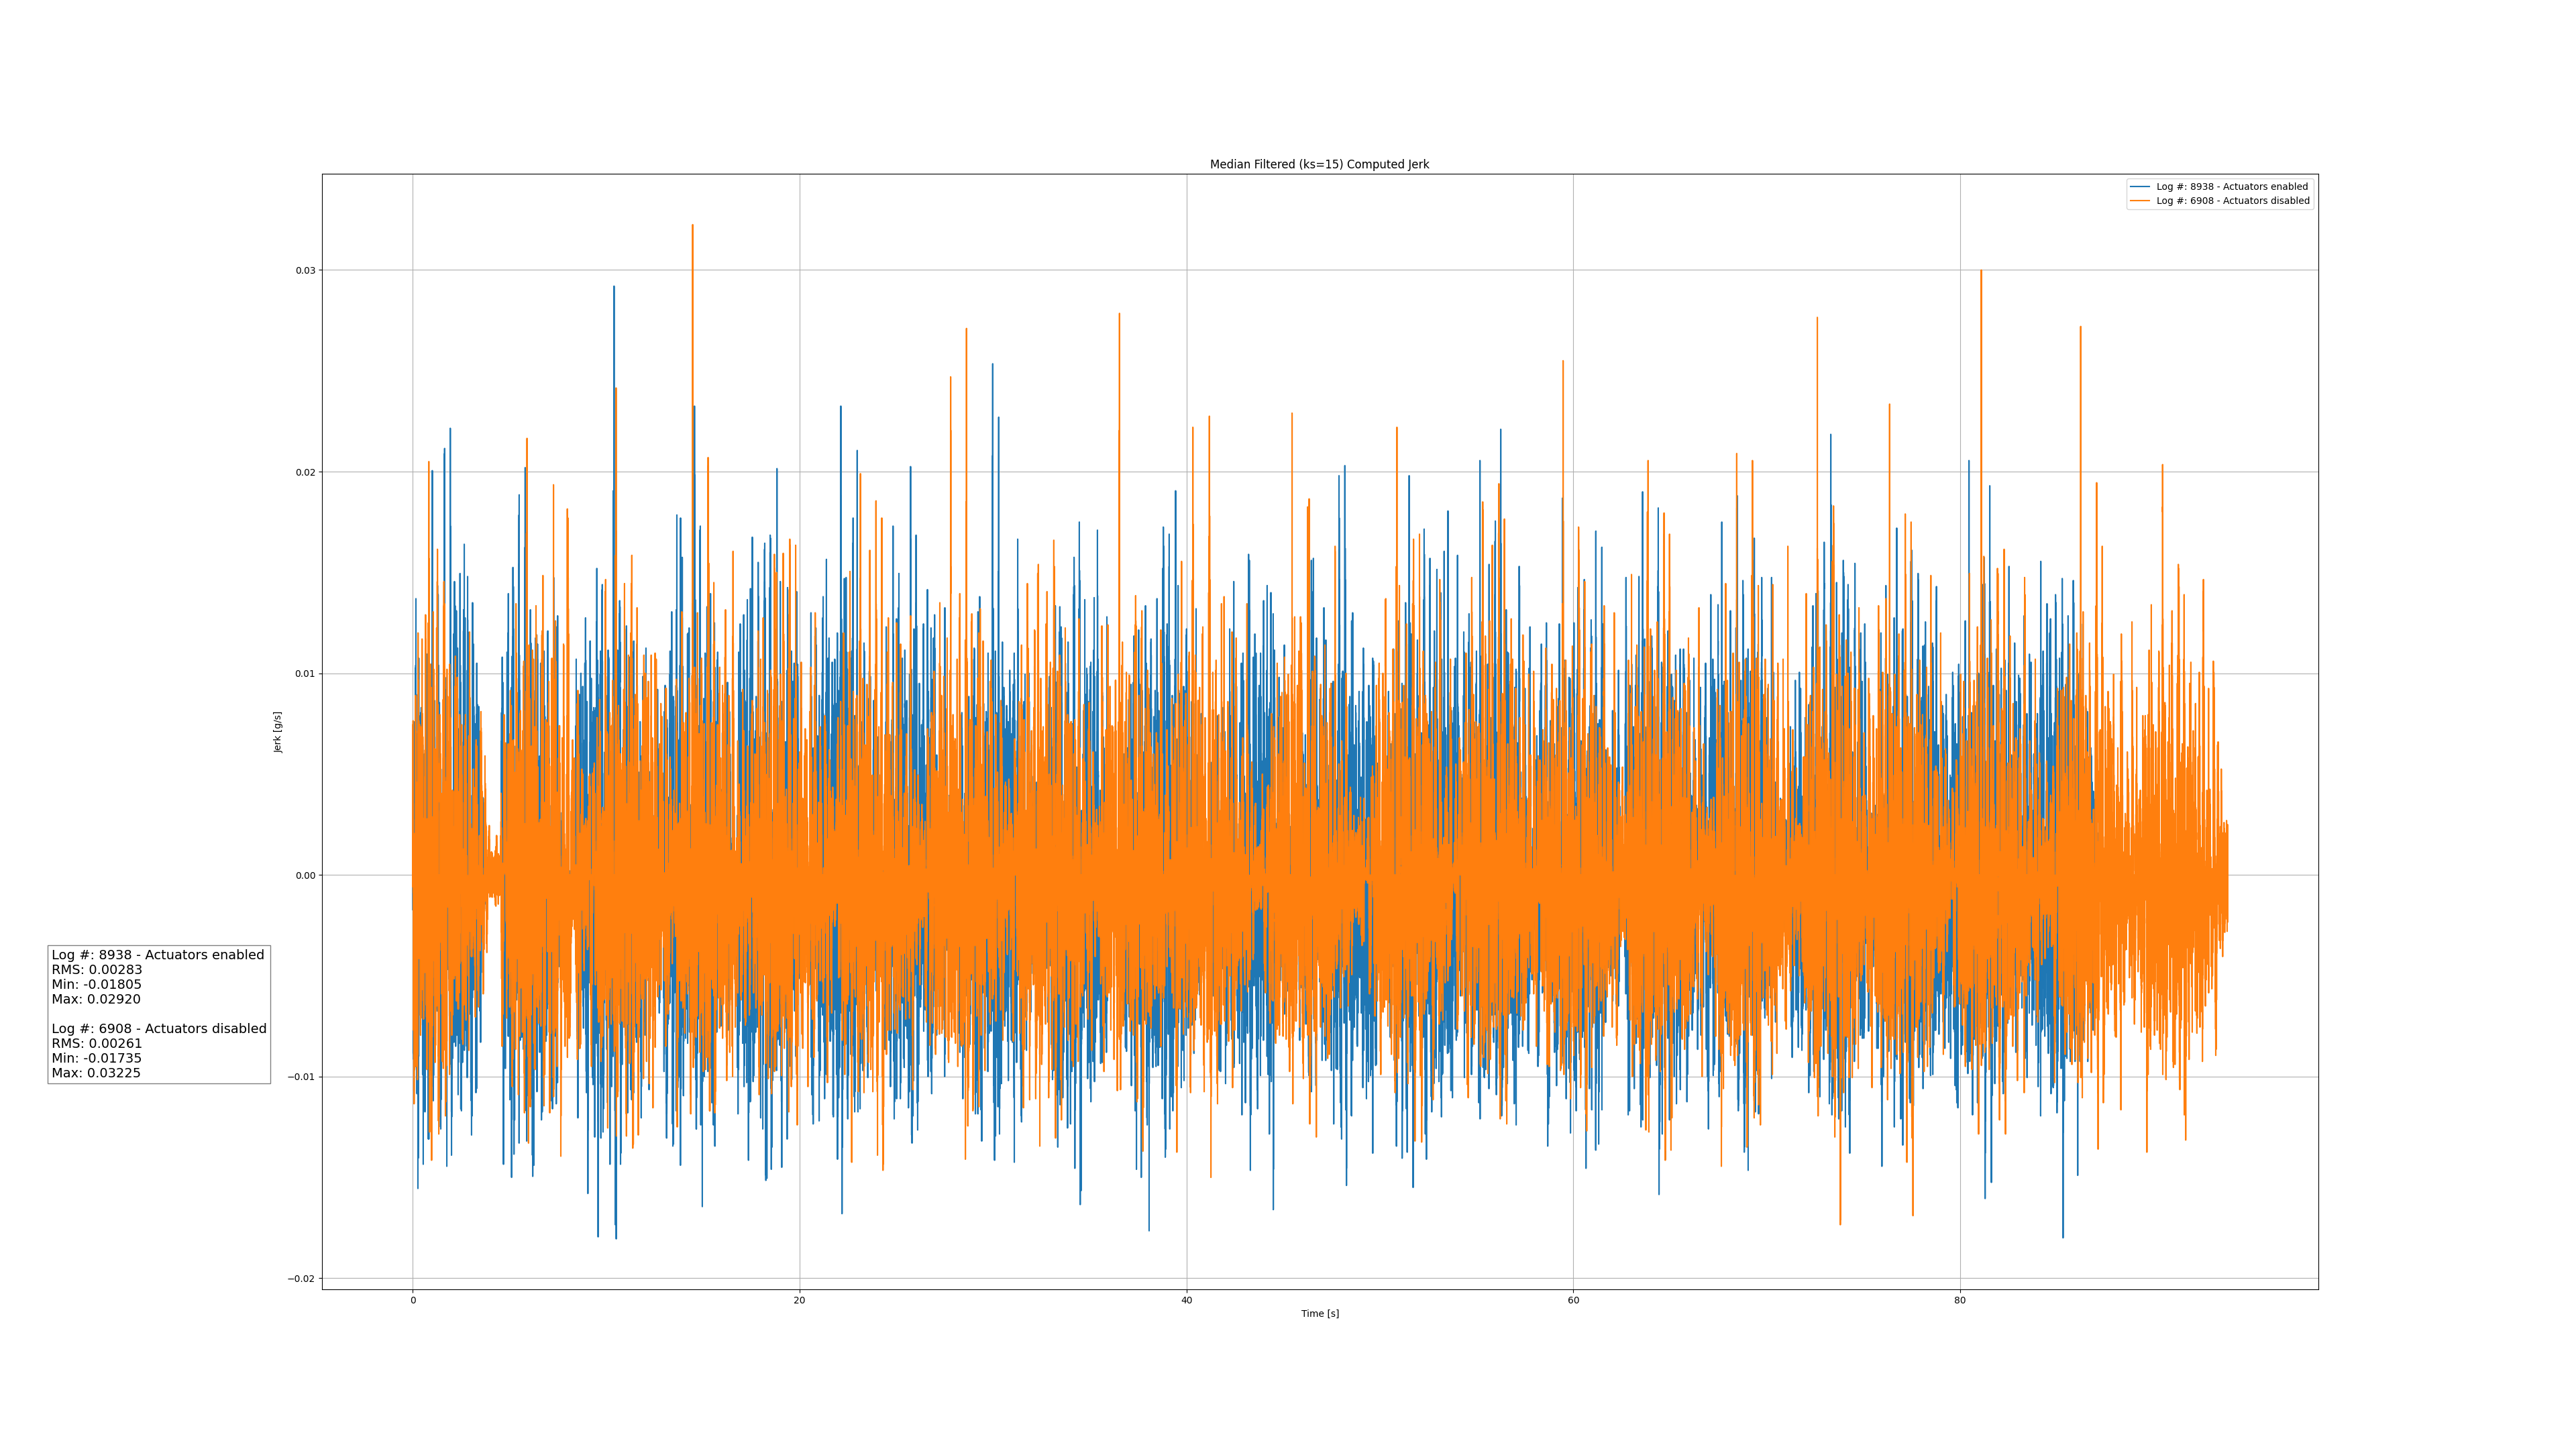 Median Filtered (ks=15) Computed Jerk
Log #: 8938 - Actuators enabled
Log #: 6908 - Actuators disabled
0.03
0.02
0.01
0.00
−0.01
−0.02
Jerk [g/s]
Log #: 8938 - Actuators enabled
RMS: 0.00283
Min: -0.01805
Max: 0.02920
Log #: 6908 - Actuators disabled
RMS: 0.00261
Min: -0.01735
Max: 0.03225
0
20
40
60
80
Time [s]